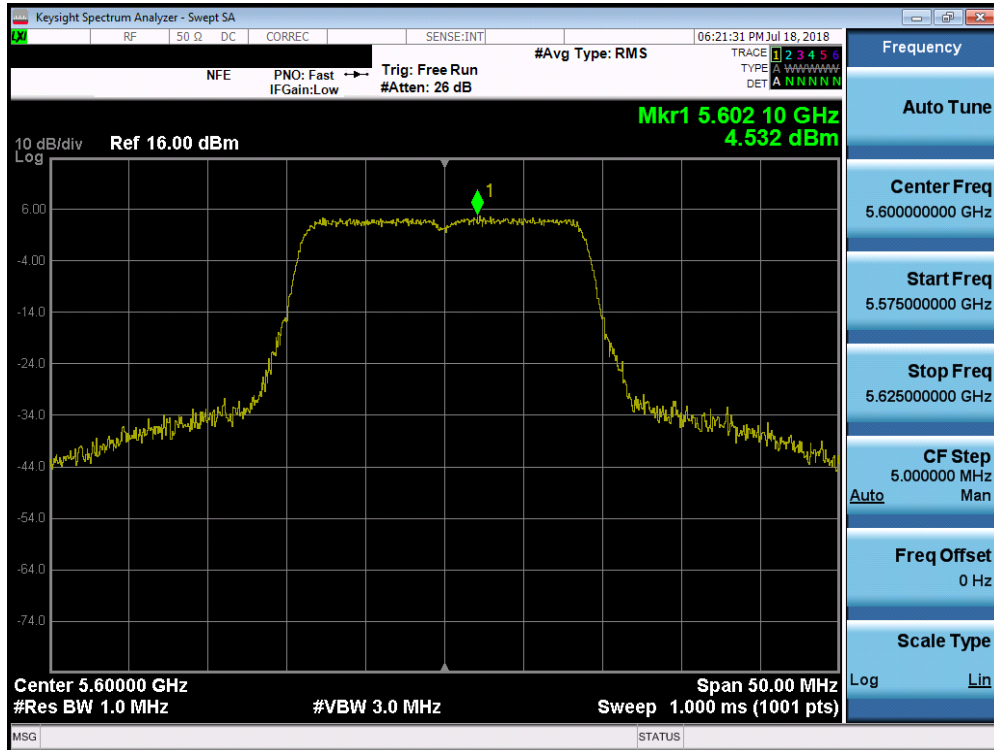 Keysight Spectrum Analyzer - Swept SA
LXI RF 50 Ω DC CORREC SENSE:INT 06:21:31 PM Jul 18, 2018
#Avg Type: RMS TRACE 1 2 3 4 5 6
NFE PNO: Fast Trig: Free Run TYPE A WWWWW
IFGain:Low #Atten: 26 dB DET A N N N N N
Mkr1 5.602 10 GHz
4.532 dBm
10 dB/div Ref 16.00 dBm
Log
1
6.00
-4.00
-14.0
-24.0
-34.0
-44.0
-54.0
-64.0
-74.0
Center 5.60000 GHz Span 50.00 MHz
#Res BW 1.0 MHz #VBW 3.0 MHz Sweep 1.000 ms (1001 pts)
MSG STATUS
Frequency
Auto Tune
Center Freq
5.600000000 GHz
Start Freq
5.575000000 GHz
Stop Freq
5.625000000 GHz
CF Step
5.000000 MHz
Auto Man
Freq Offset
0 Hz
Scale Type
Log Lin